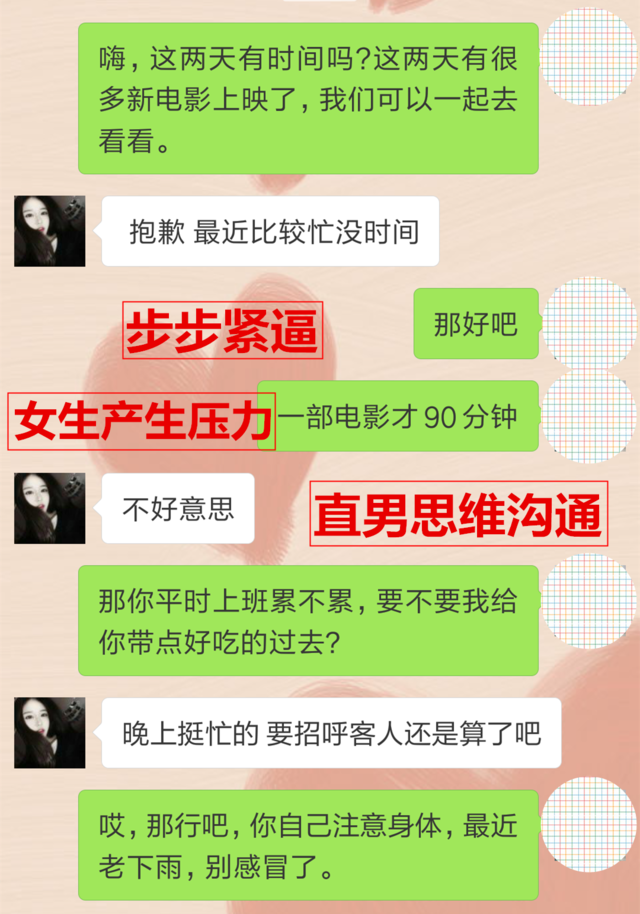 嗨，这两天有时间吗?这两天有很
多新电影上映了，我们可以一起去
看看。
抱歉 最近比较忙没时间
步步紧逼
那好吧
女生产生压力
一部电影才90分钟
不好意思
直男思维沟通
那你平时上班累不累，要不要我给
你带点好吃的过去?
晚上挺忙的 要招呼客人还是算了吧
哎，那行吧，你自己注意身体，最近
老下雨，别感冒了。